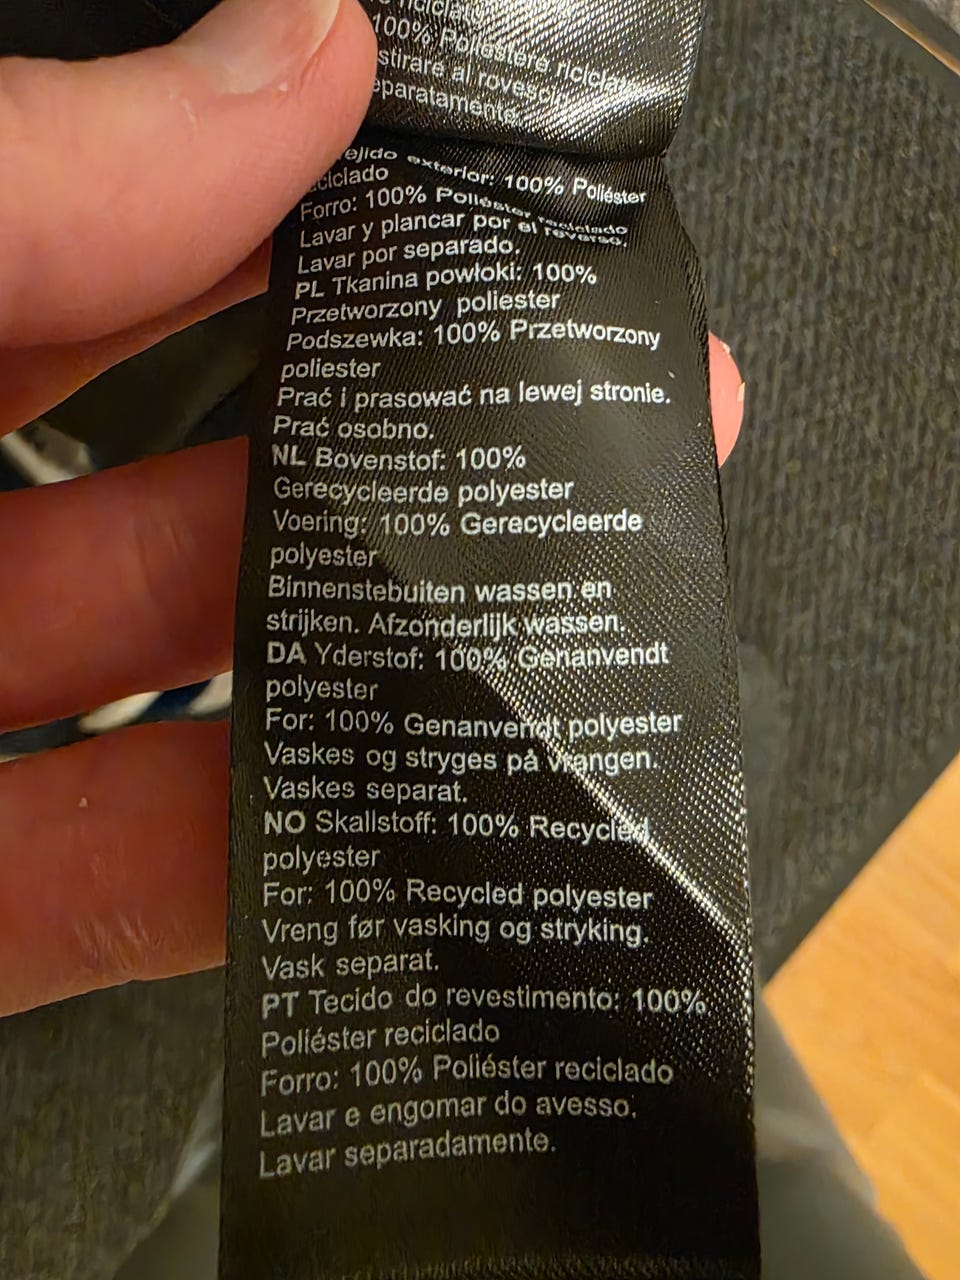 100% Poliestere riciclato
stirare al rovescio
separatamente.
Tejido exterior: 100% Poliéster
reciclado
Forro: 100% Poliéster reciclado
Lavar y plancar por el reverso.
Lavar por separado.
PL Tkanina powłoki: 100%
Przetworzony poliester
Podszewka: 100% Przetworzony
poliester
Prać i prasować na lewej stronie.
Prać osobno.
NL Bovenstof: 100%
Gerecycleerde polyester
Voering: 100% Gerecycleerde
polyester
Binnenstebuiten wassen en
strijken. Afzonderlijk wassen.
DA Yderstof: 100% Genanvendt
polyester
For: 100% Genanvendt polyester
Vaskes og stryges på vrangen.
Vaskes separat.
NO Skallstoff: 100% Recycled
polyester
For: 100% Recycled polyester
Vreng før vasking og stryking.
Vask separat.
PT Tecido do revestimento: 100%
Poliéster reciclado
Forro: 100% Poliéster reciclado
Lavar e engomar do avesso.
Lavar separadamente.